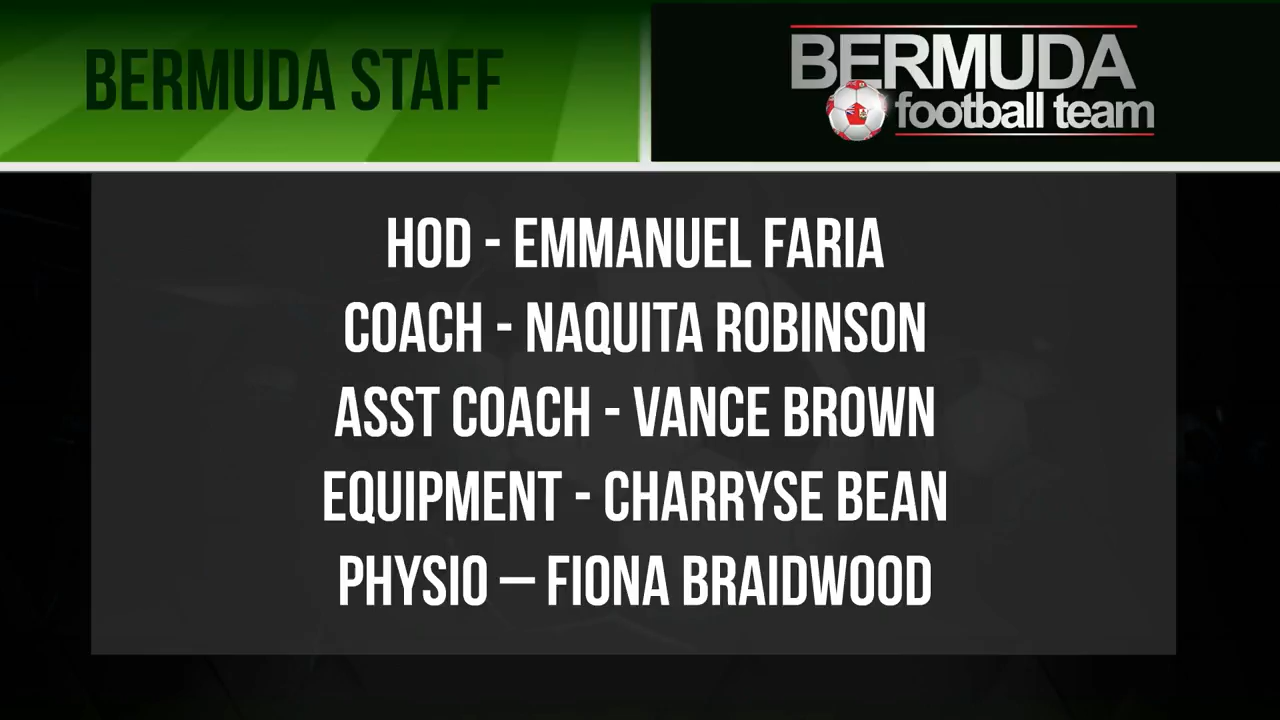 BERMUDA STAFF
BERMUDA
football team
HOD - EMMANUEL FARIA
COACH - NAQUITA ROBINSON
ASST COACH - VANCE BROWN
EQUIPMENT - CHARRYSE BEAN
PHYSIO – FIONA BRAIDWOOD